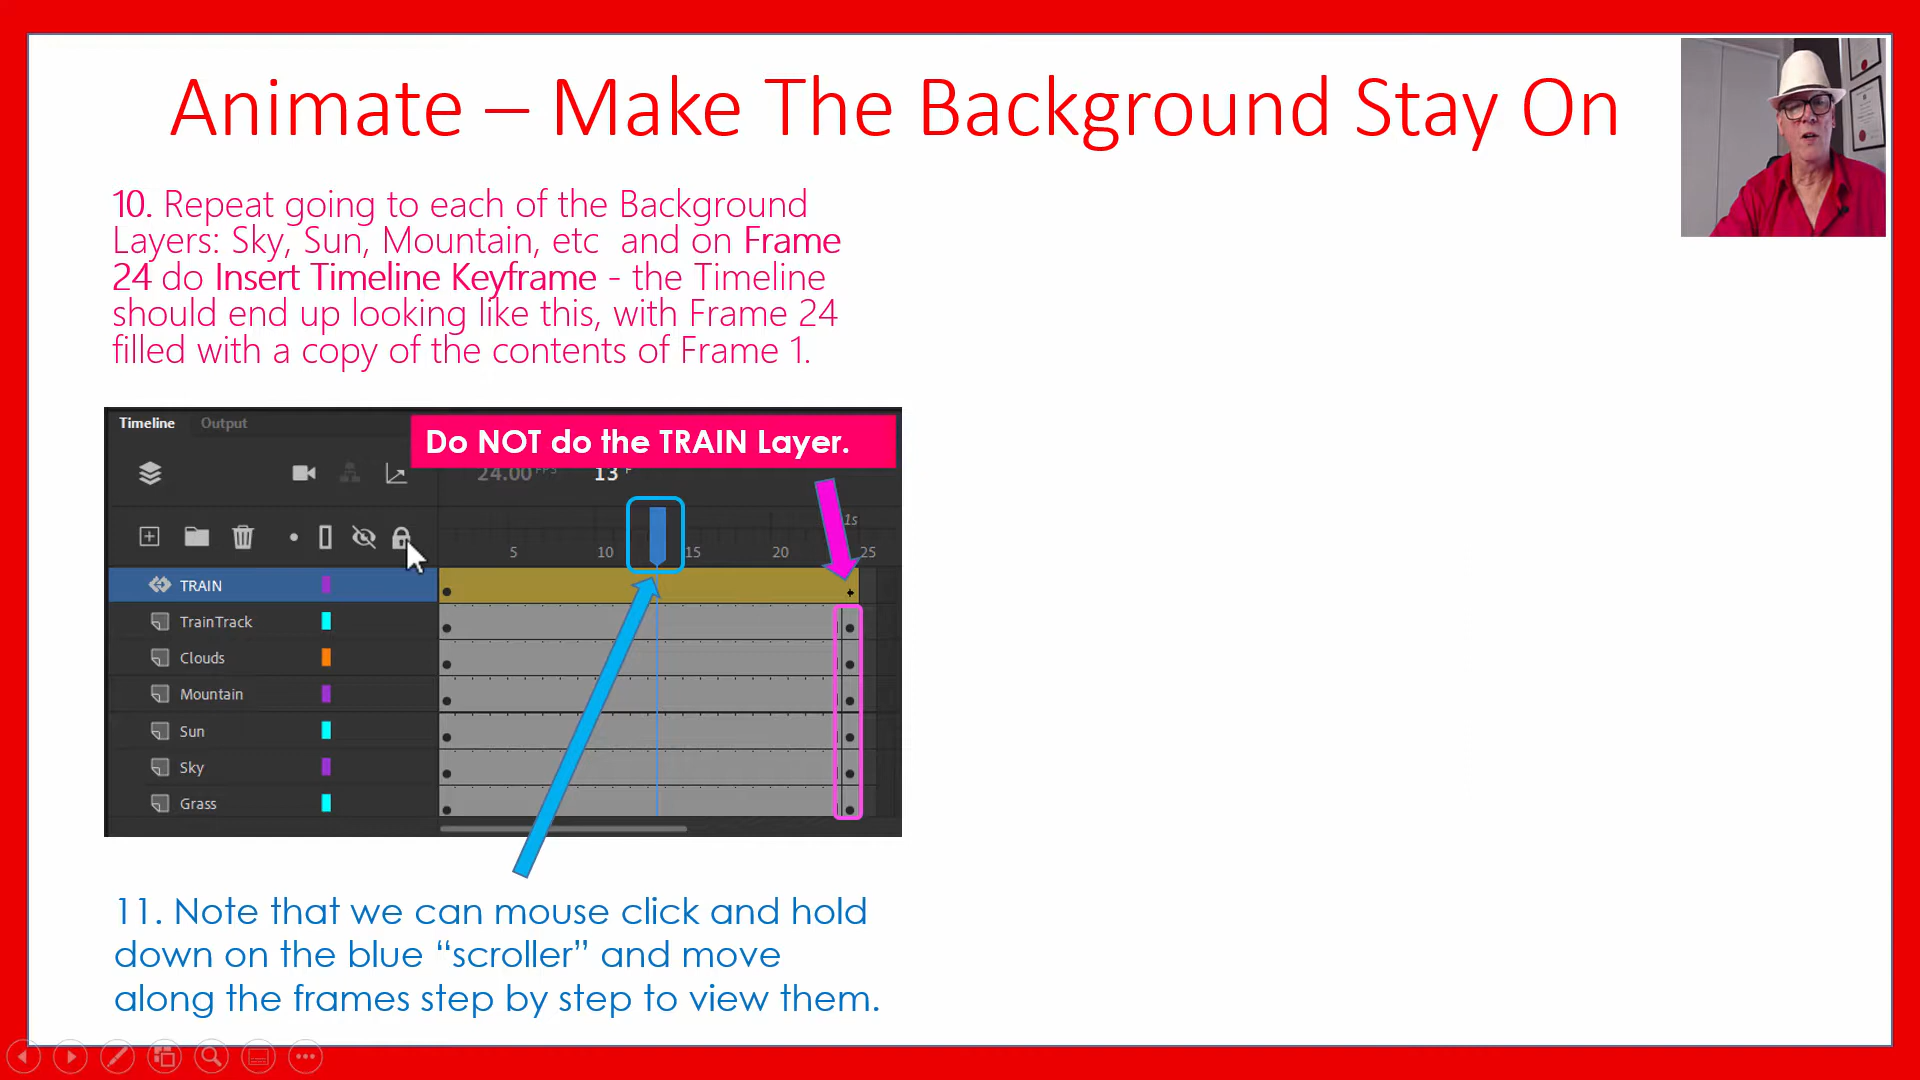 Animate – Make The Background Stay On
10. Repeat going to each of the Background
Layers: Sky, Sun, Mountain, etc  and on Frame
24 do Insert Timeline Keyframe - the Timeline
should end up looking like this, with Frame 24
filled with a copy of the contents of Frame 1.
Timeline Output
Do NOT do the TRAIN Layer.
24.00 FPS 13 F
1s
5 10 15 20 25
TRAIN
TrainTrack
Clouds
Mountain
Sun
Sky
Grass
11. Note that we can mouse click and hold
down on the blue “scroller” and move
along the frames step by step to view them.